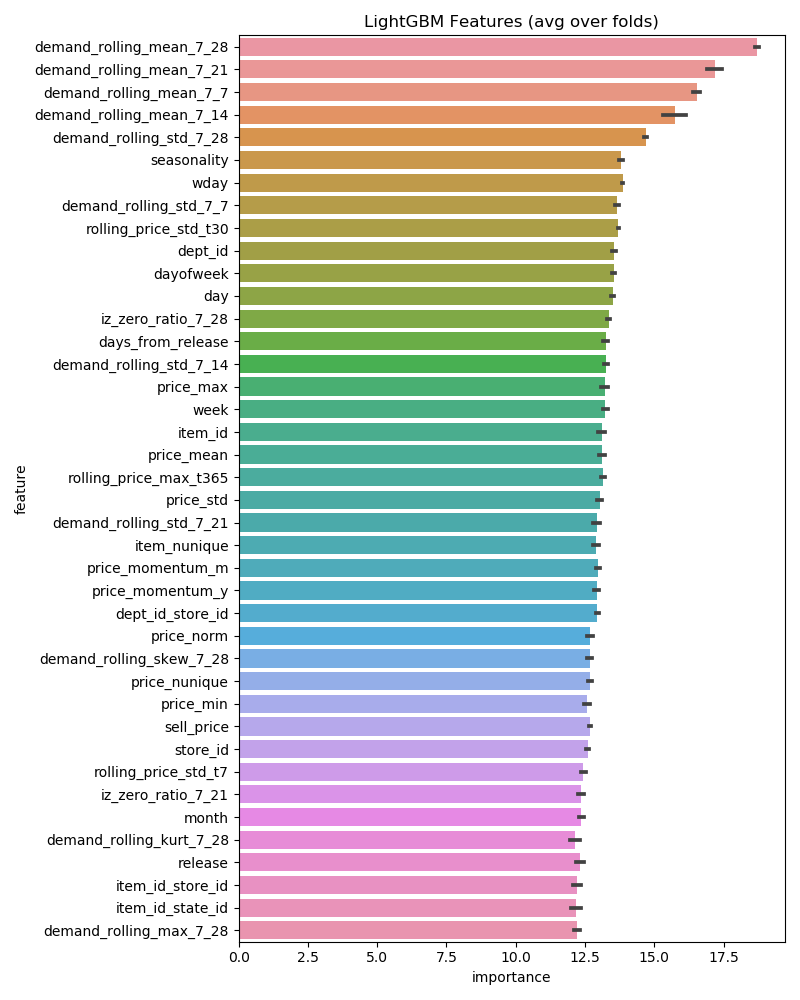 LightGBM Features (avg over folds)
demand_rolling_mean_7_28
demand_rolling_mean_7_21
demand_rolling_mean_7_7
demand_rolling_mean_7_14
demand_rolling_std_7_28
seasonality
wday
demand_rolling_std_7_7
rolling_price_std_t30
dept_id
dayofweek
day
iz_zero_ratio_7_28
days_from_release
demand_rolling_std_7_14
price_max
week
item_id
price_mean
rolling_price_max_t365
price_std
demand_rolling_std_7_21
item_nunique
price_momentum_m
price_momentum_y
dept_id_store_id
price_norm
demand_rolling_skew_7_28
price_nunique
price_min
sell_price
store_id
rolling_price_std_t7
iz_zero_ratio_7_21
month
demand_rolling_kurt_7_28
release
item_id_store_id
item_id_state_id
demand_rolling_max_7_28
feature
0.0 2.5 5.0 7.5 10.0 12.5 15.0 17.5
importance